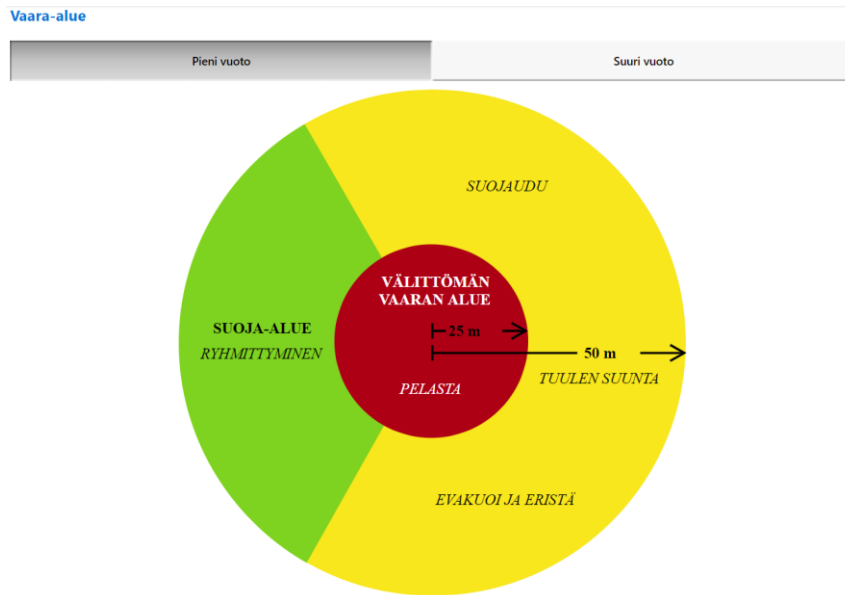 Vaara-alue
Pieni vuoto
Suuri vuoto
SUOJAUDU
VÄLITTÖMÄN
VAARAN ALUE
25 m
SUOJA-ALUE
RYHMITTYMINEN
50 m
TUULEN SUUNTA
PELASTA
EVAKUOI JA ERISTÄ